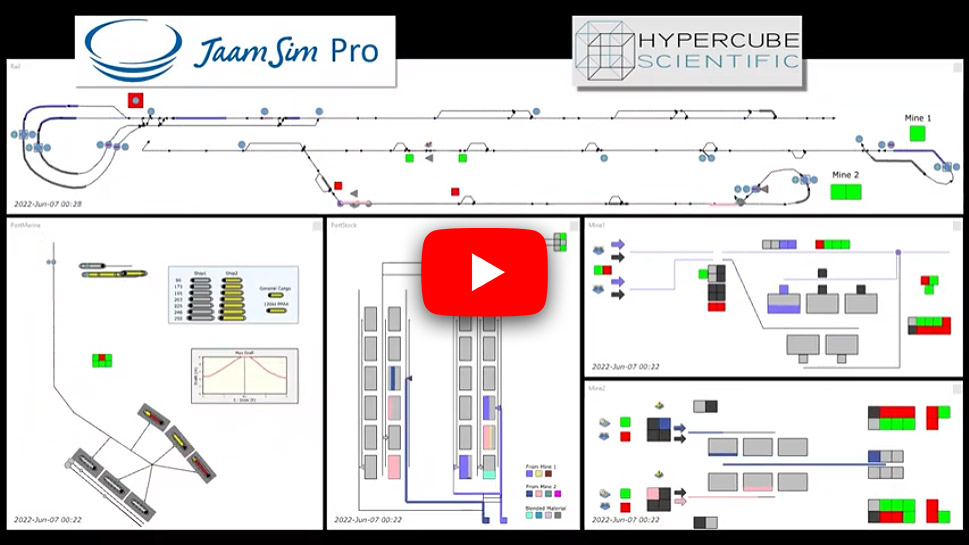 JaamSim Pro
HYPERCUBE
SCIENTIFIC
Rail
Mine 1
Mine 2
2022-Jun-07 00:28
PortMarine
Ship1
Ship2
General Cargo
2022-Jun-07 00:22
PortStock
From Mine 1
From Mine 2
Blended Material
2022-Jun-07 00:22
Mine1
2022-Jun-07 00:22
Mine2
2022-Jun-07 00:22